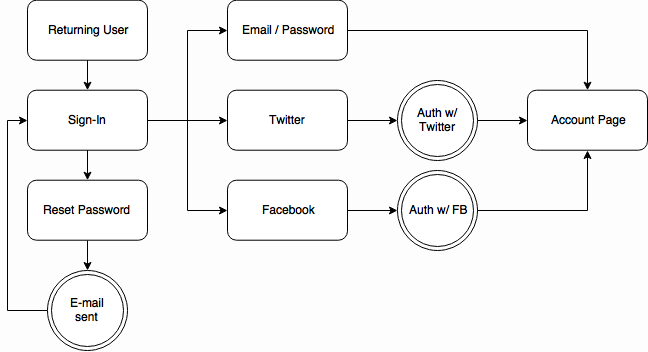 Returning User
Email / Password
Sign-In
Twitter
Auth w/
Twitter
Account Page
Reset Password
Facebook
Auth w/ FB
E-mail
sent